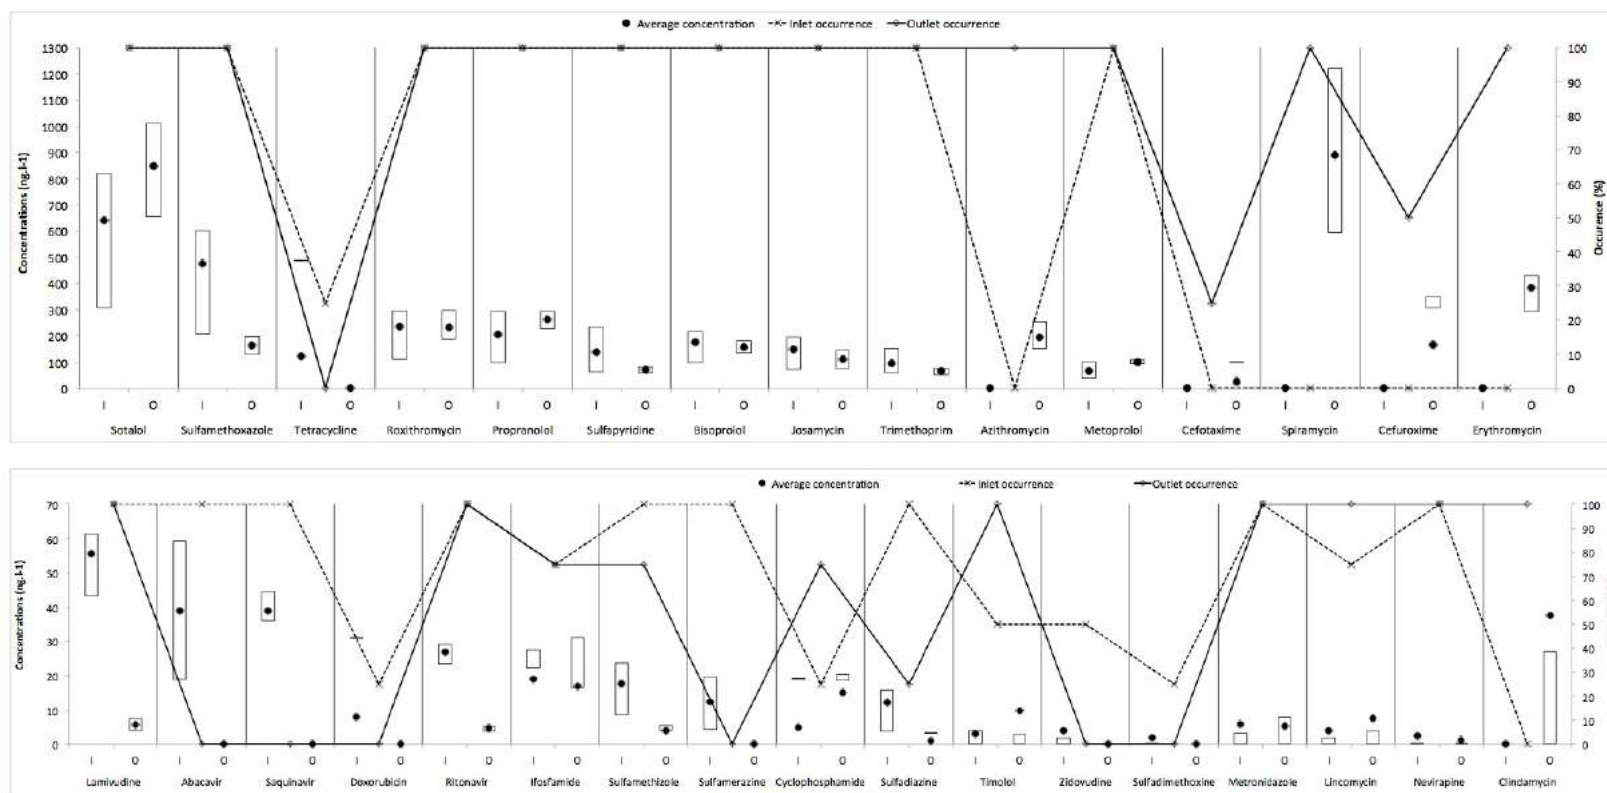 Average concentration Inlet occurrence Outlet occurrence
1300 100
1200 90
1100 80
1000 70
900 60
800 50
700 40
600 30
500 20
400 10
300 0
200
100
0
Concentrations (ng.l-1)
Occurence (%)
I O I O I O I O I O I O I O I O I O I O I O I O I O I O I O
Sotalol Sulfamethoxazole Tetracycline Roxithromycin Propranolol Sulfapyridine Bisoprolol Josamycin Trimethoprim Azithromycin Metoprolol Cefotaxime Spiramycin Cefuroxime Erythromycin
Average concentration Inlet occurrence Outlet occurrence
70 100
60 90
50 80
40 70
30 60
20 50
10 40
0 30
20
10
0
Concentrations (ng.l-1)
I O I O I O I O I O I O I O I O I O I O I O I O I O I O I O I O I O
Lamivudine Abacavir Saquinavir Doxorubicin Ritonavir Ifosfamide Sulfamethizole Sulfamerazine Cyclophosphamide Sulfadiazine Timolol Zidovudine Sulfadimethoxine Metronidazole Lincomycin Nevirapine Clindamycin